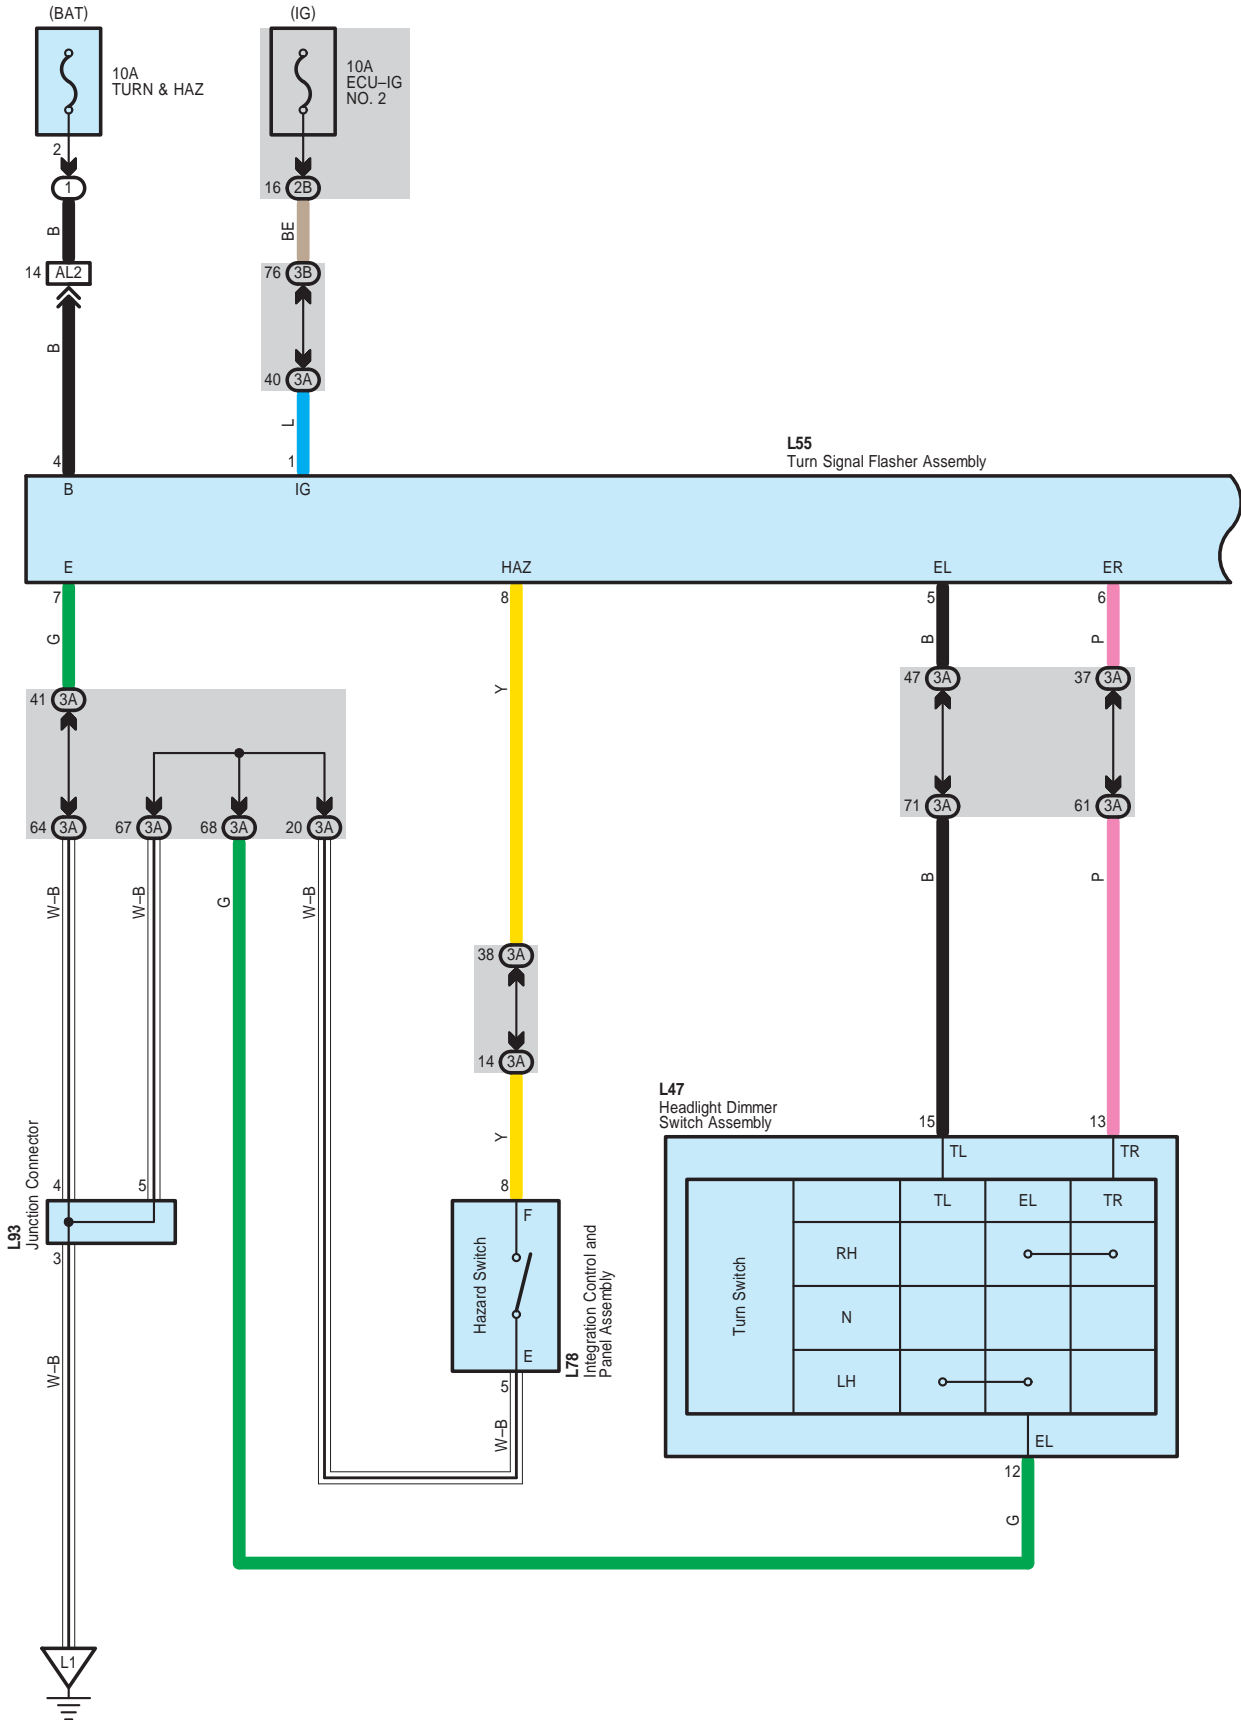 (BAT)
(IG)
10A
TURN & HAZ
10A
ECU–IG
NO. 2
2
1
16 2B
B
BE
14 AL2
76 3B
B
40 3A
L
L55
Turn Signal Flasher Assembly
4
1
B
IG
E
HAZ
EL
ER
7
8
5
6
G
Y
B
P
41 3A
47 3A
37 3A
64 3A
67 3A
68 3A
20 3A
71 3A
61 3A
W–B
W–B
G
W–B
B
P
38 3A
14 3A
Y
L47
Headlight Dimmer
Switch Assembly
15
13
TL
TR
L93
Junction Connector
4
5
3
8
F
Hazard Switch
E
5
L78
Integration Control and
Panel Assembly
TL
EL
TR
Turn Switch
RH
N
LH
EL
12
W–B
W–B
G
L1